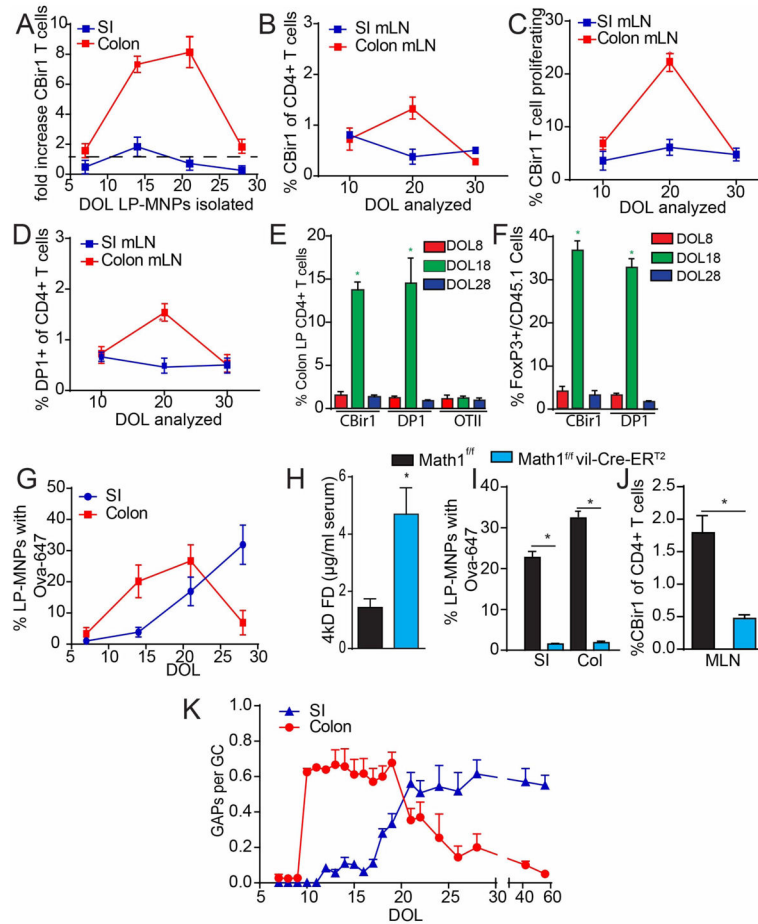 A
SI
Colon
fold increase CBir1 T cells
10
8
6
4
2
0
5 10 15 20 25 30
DOL LP-MNPs isolated
B
SI mLN
Colon mLN
% CBir1 of CD4+ T cells
3
2
1
0
10 20 30
DOL analyzed
C
SI mLN
Colon mLN
% CBir1 T cell proliferating
30
20
10
0
10 20 30
DOL analyzed
D
SI mLN
Colon mLN
% DP1+ of CD4+ T cells
3
2
1
0
10 20 30
DOL analyzed
E
DOL8
DOL18
DOL28
% Colon LP CD4+ T cells
20
15
10
5
0
* *
CBir1 DP1 OTII
F
DOL8
DOL18
DOL28
% FoxP3+/CD45.1 Cells
40
30
20
10
0
* *
CBir1 DP1
G
SI
Colon
% LP-MNPs with
Ova-647
50
40
30
20
10
0
5 10 15 20 25 30
DOL
Math1f/f Math1f/f vil-Cre-ERT2
H
4kD FD (µg/ml serum)
6
4
2
0
*
I
% LP-MNPs with
Ova-647
40
30
20
10
0
* *
SI Col
J
%CBir1 of CD4+ T cells
2.5
2.0
1.5
1.0
0.5
0
*
MLN
K
SI
Colon
GAPs per GC
1.0
0.8
0.6
0.4
0.2
0.0
5 10 15 20 25 30 40 60
DOL